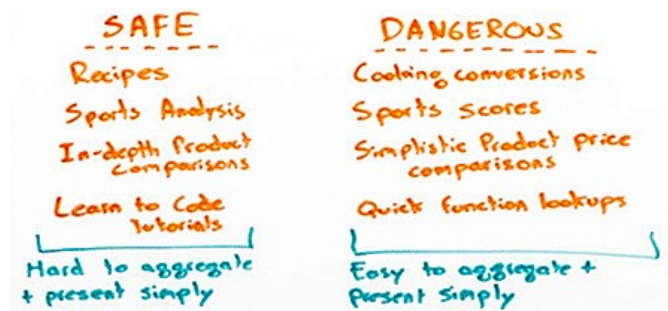 SAFE
Recipes
Sports Analysis
In-depth Product
comparisons
Learn to Code
tutorials
Hard to aggregate
+ present simply
DANGEROUS
Cooking conversions
Sports scores
Simplistic Product price
comparisons
Quick function lookups
Easy to aggregate +
present simply